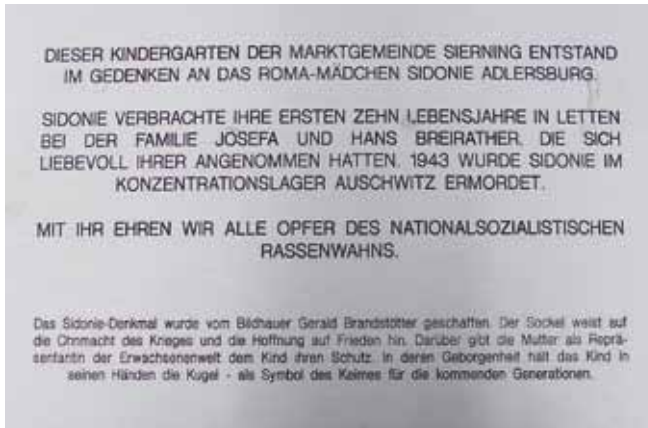 DIESER KINDERGARTEN DER MARKTGEMEINDE SIERNING ENTSTAND
IM GEDENKEN AN DAS ROMA-MÄDCHEN SIDONIE ADLERSBURG.
SIDONIE VERBRACHTE IHRE ERSTEN ZEHN LEBENSJAHRE IN LETTEN
BEI DER FAMILIE JOSEFA UND HANS BREIRATHER, DIE SICH
LIEBEVOLL IHRER ANGENOMMEN HATTEN. 1943 WURDE SIDONIE IM
KONZENTRATIONSLAGER AUSCHWITZ ERMORDET.
MIT IHR EHREN WIR ALLE OPFER DES NATIONALSOZIALISTISCHEN
RASSENWAHNS.
Das Sidonie-Denkmal wurde vom Bildhauer Gerald Brandstötter geschaffen. Der Sockel weist auf
die Ohnmacht des Krieges und die Hoffnung auf Frieden hin. Darüber gibt die Mutter als Reprä-
sentantin der Erwachsenenwelt dem Kind ihren Schutz. In deren Geborgenheit hält das Kind in
seinen Händen die Kugel - als Symbol des Keimes für die kommenden Generationen.